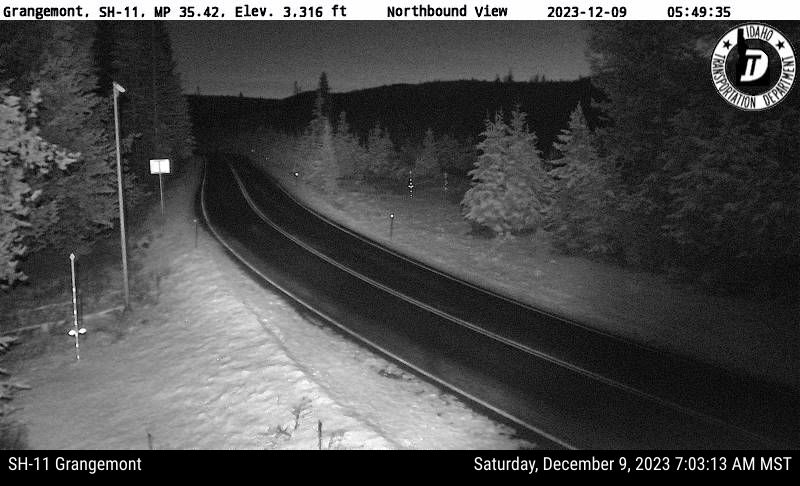 Grangemont, SH-11, MP 35.42, Elev. 3,316 ft Northbound View 2023-12-09 05:49:35
IDAHO
TRANSPORTATION DEPARTMENT
SH-11 Grangemont Saturday, December 9, 2023 7:03:13 AM MST